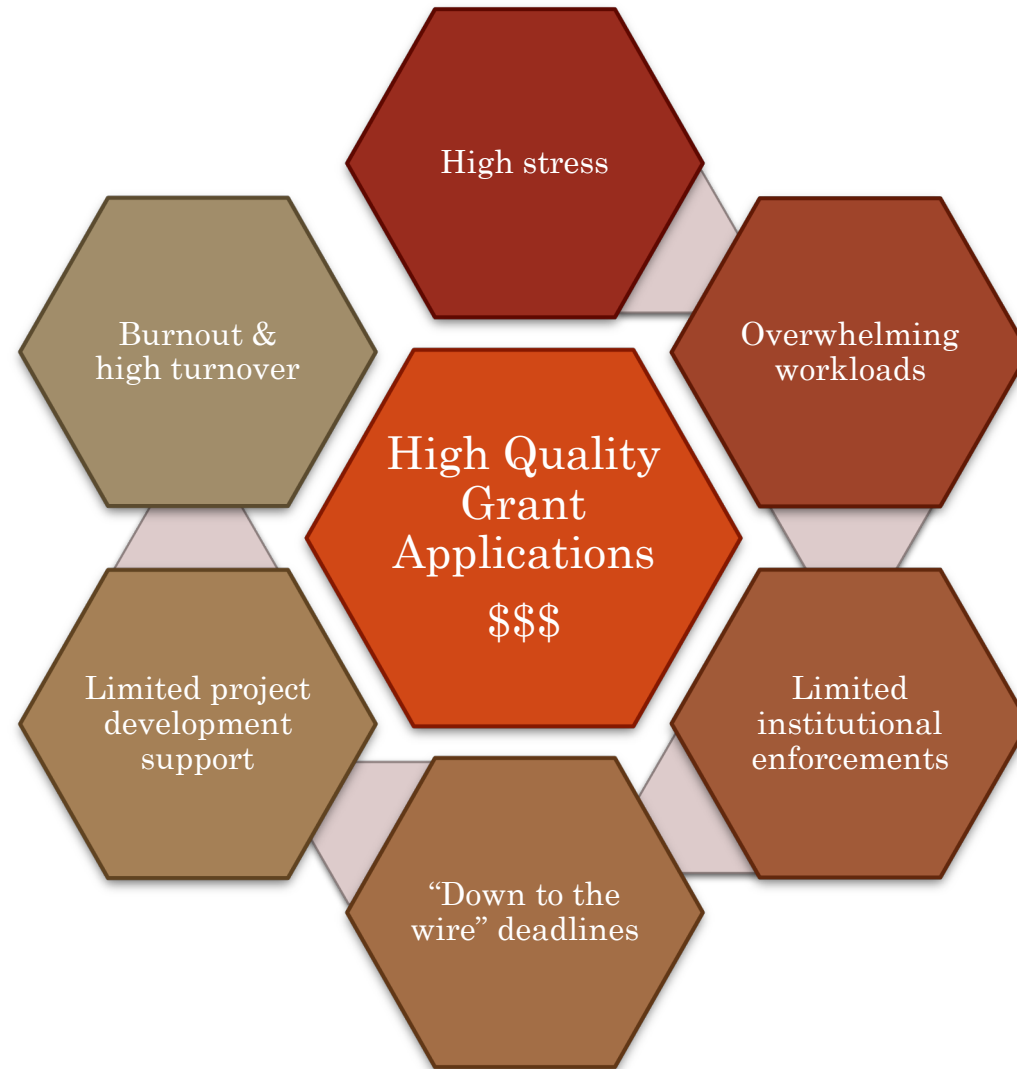 High stress
Overwhelming
workloads
Limited
institutional
enforcements
“Down to the
wire” deadlines
Limited project
development
support
Burnout &
high turnover
High Quality
Grant
Applications
$$$